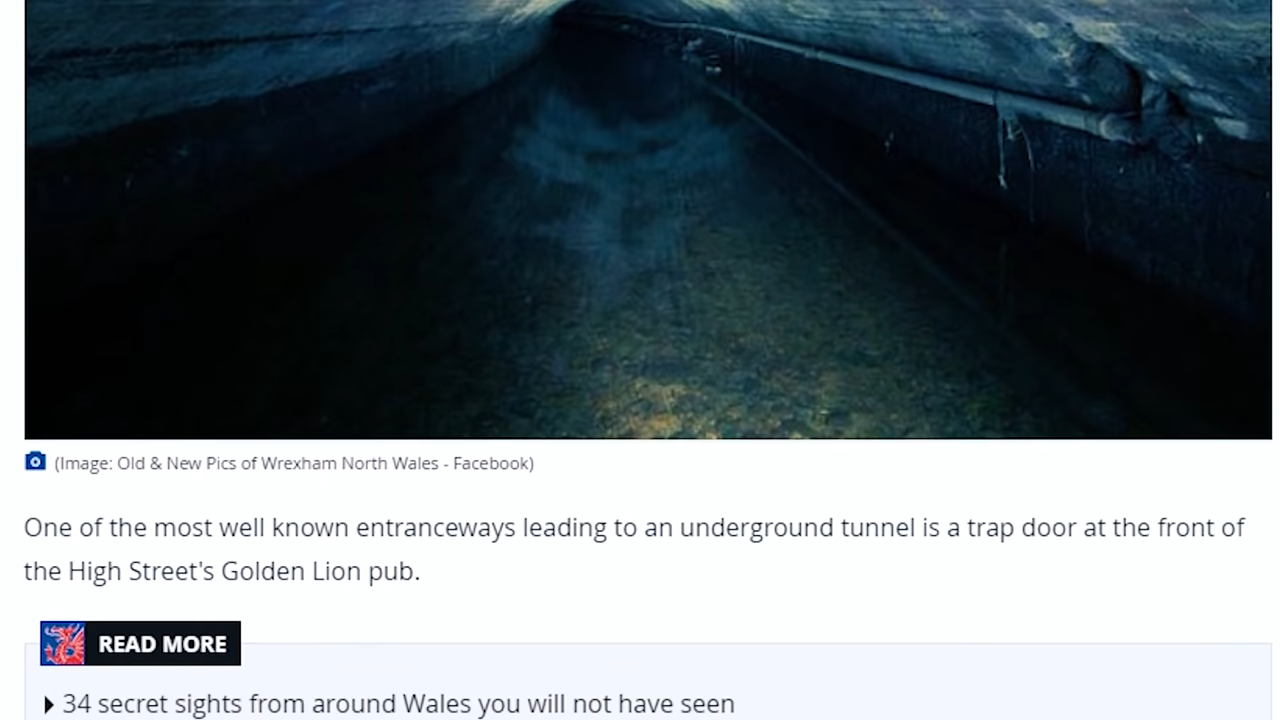 (Image: Old & New Pics of Wrexham North Wales - Facebook)
One of the most well known entranceways leading to an underground tunnel is a trap door at the front of
the High Street's Golden Lion pub.
READ MORE
34 secret sights from around Wales you will not have seen